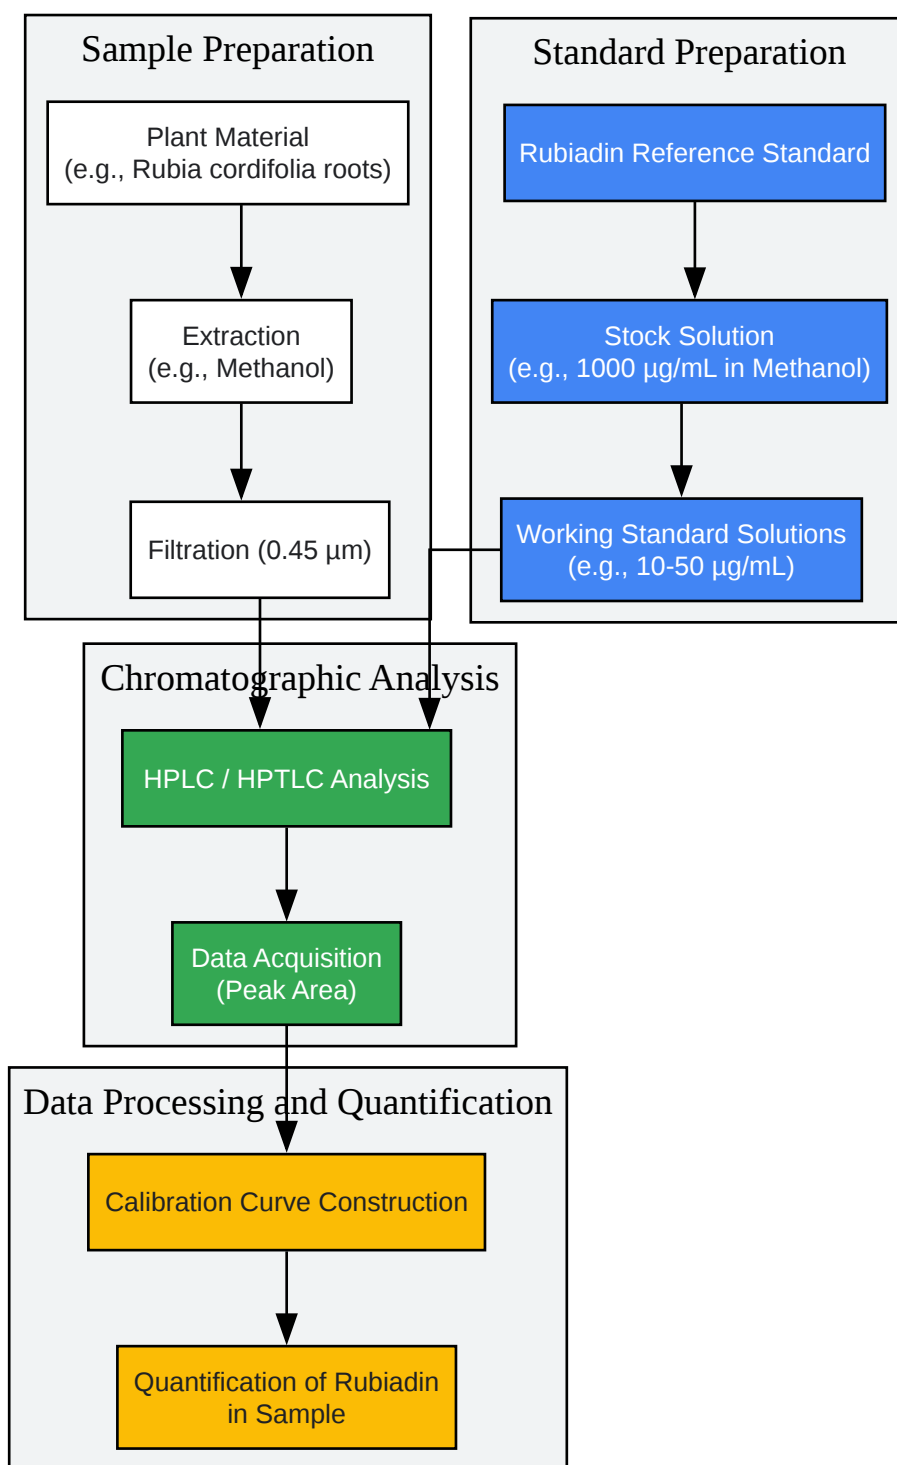 Sample Preparation
Plant Material
(e.g., Rubia cordifolia roots)
Extraction
(e.g., Methanol)
Filtration (0.45 µm)
Standard Preparation
Rubiadin Reference Standard
Stock Solution
(e.g., 1000 µg/mL in Methanol)
Working Standard Solutions
(e.g., 10-50 µg/mL)
Chromatographic Analysis
HPLC / HPTLC Analysis
Data Acquisition
(Peak Area)
Data Processing and Quantification
Calibration Curve Construction
Quantification of Rubiadin
in Sample